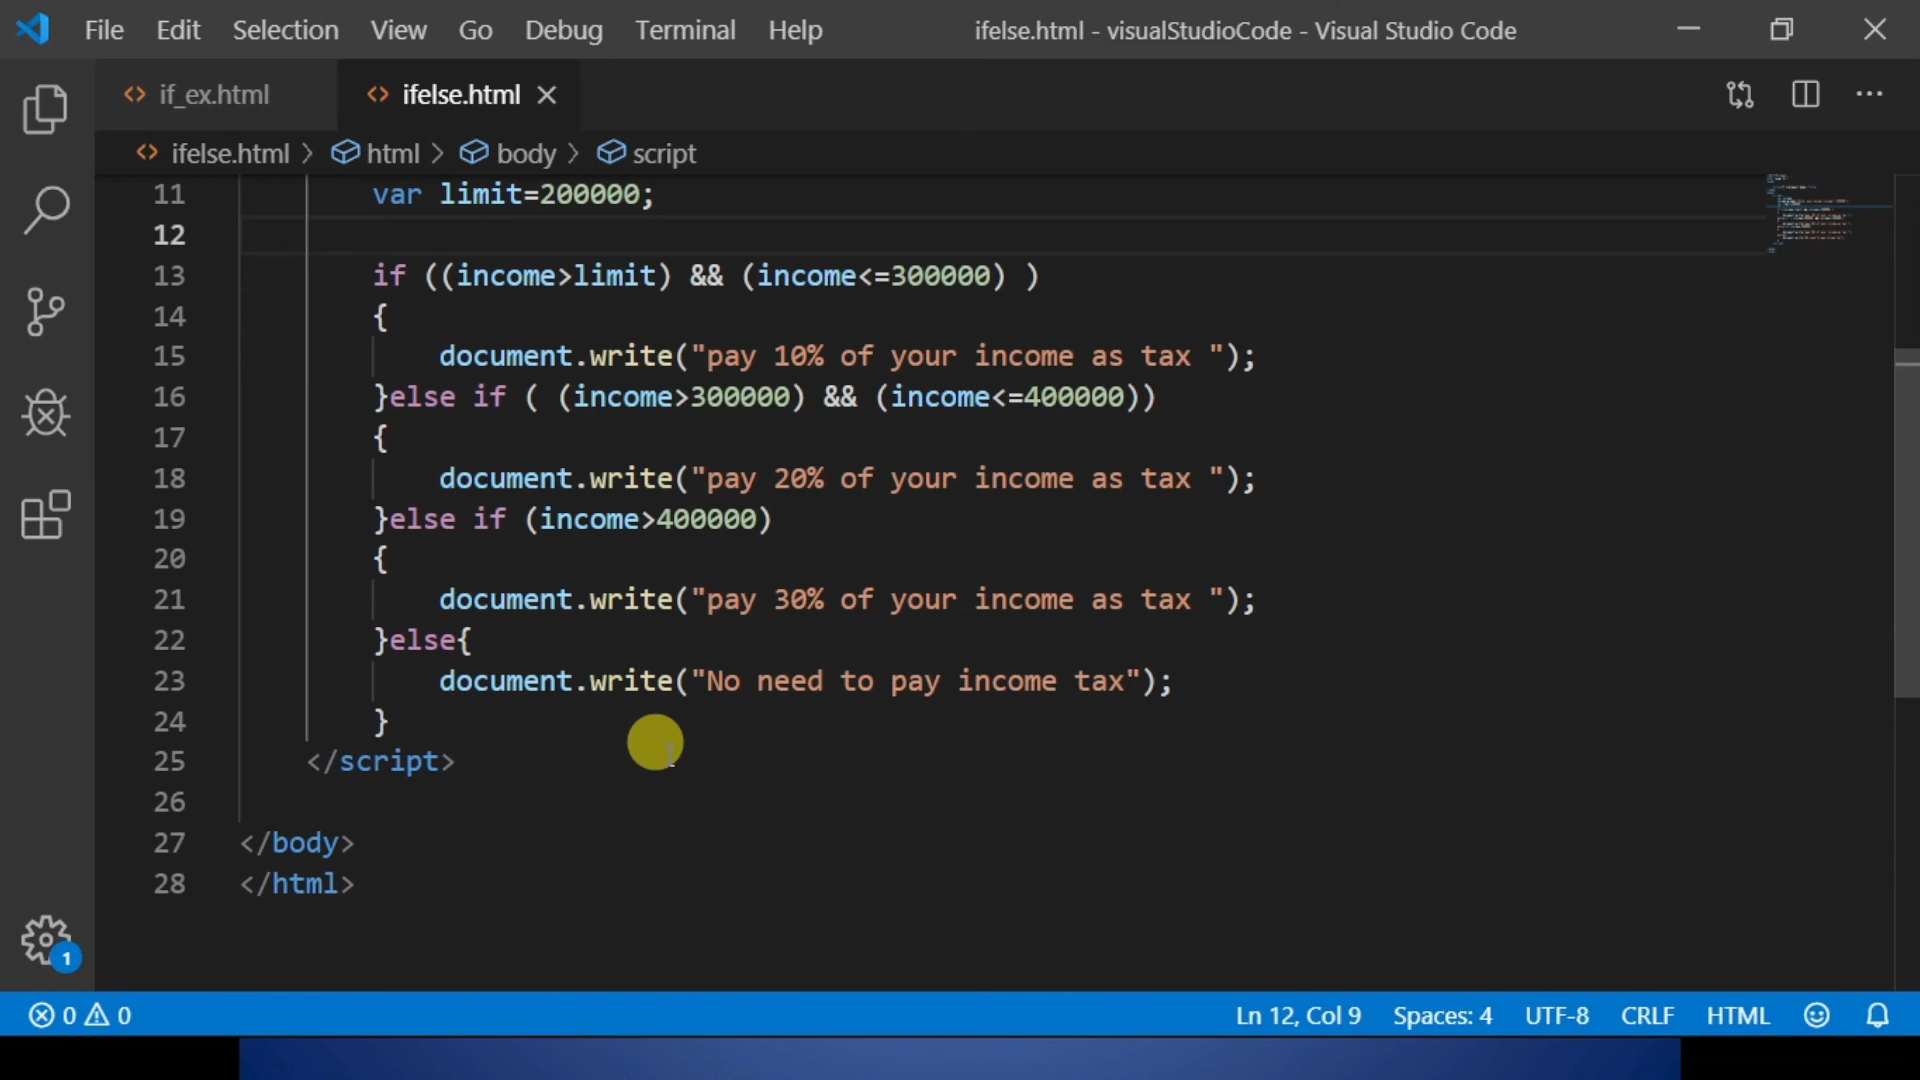 File Edit Selection View Go Debug Terminal Help ifelse.html - visualStudioCode - Visual Studio Code
if_ex.html ifelse.html
ifelse.html > html > body > script
11 var limit=200000;
12
13 if ((income>limit) && (income<=300000) )
14 {
15 document.write("pay 10% of your income as tax ");
16 }else if ( (income>300000) && (income<=400000))
17 {
18 document.write("pay 20% of your income as tax ");
19 }else if (income>400000)
20 {
21 document.write("pay 30% of your income as tax ");
22 }else{
23 document.write("No need to pay income tax");
24 }
25 </script>
26
27 </body>
28 </html>
1
0 0 Ln 12, Col 9 Spaces: 4 UTF-8 CRLF HTML